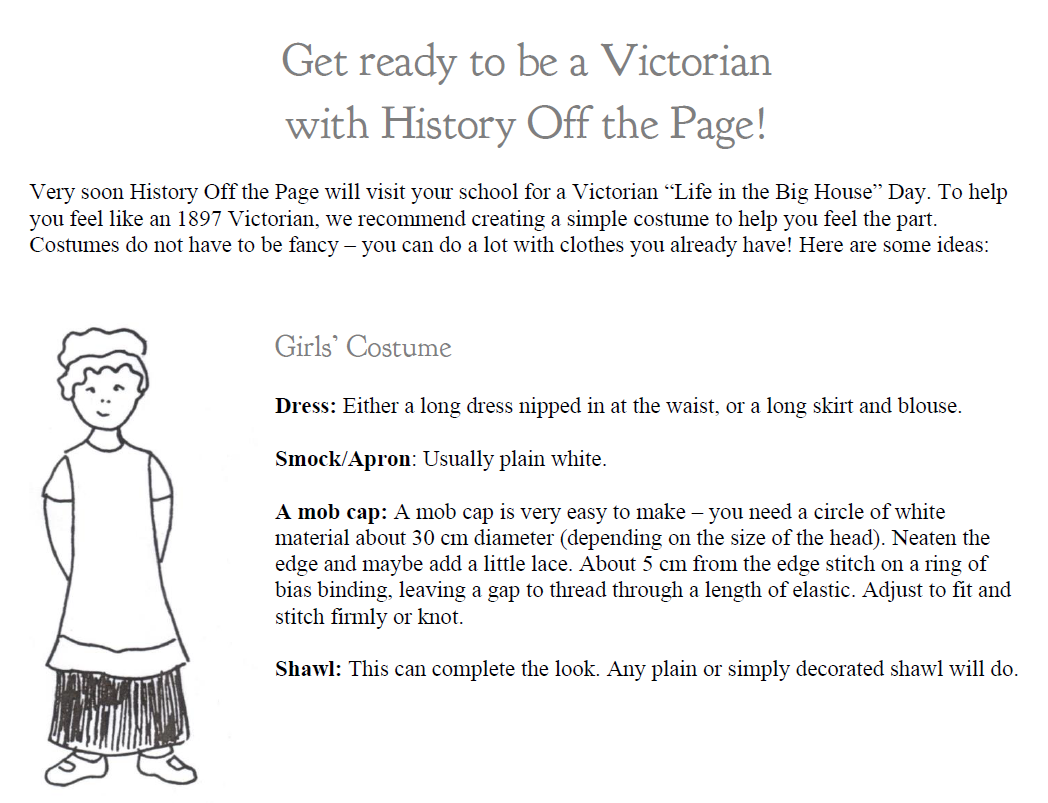 Get ready to be a Victorian
with History Off the Page!
Very soon History Off the Page will visit your school for a Victorian “Life in the Big House” Day. To help
you feel like an 1897 Victorian, we recommend creating a simple costume to help you feel the part.
Costumes do not have to be fancy – you can do a lot with clothes you already have! Here are some ideas:
Girls’ Costume
Dress: Either a long dress nipped in at the waist, or a long skirt and blouse.
Smock/Apron: Usually plain white.
A mob cap: A mob cap is very easy to make – you need a circle of white
material about 30 cm diameter (depending on the size of the head). Neaten the
edge and maybe add a little lace. About 5 cm from the edge stitch on a ring of
bias binding, leaving a gap to thread through a length of elastic. Adjust to fit and
stitch firmly or knot.
Shawl: This can complete the look. Any plain or simply decorated shawl will do.